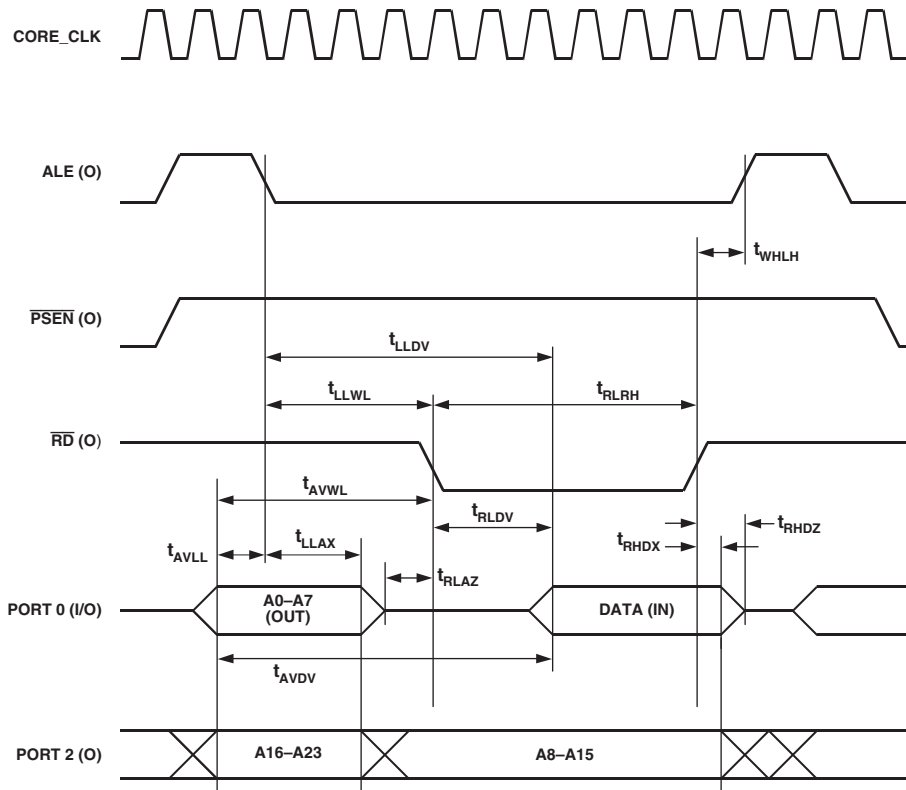 CORE_CLK
ALE (O)
tWHLH
PSEN (O)
tLLDV
tLLWL
tRLRH
RD (O)
tAVWL
tRLDV
tRHDZ
tAVLL
tLLAX
tRHDX
tRLAZ
PORT 0 (I/O)
A0–A7
(OUT)
DATA (IN)
tAVDV
PORT 2 (O)
A16–A23
A8–A15